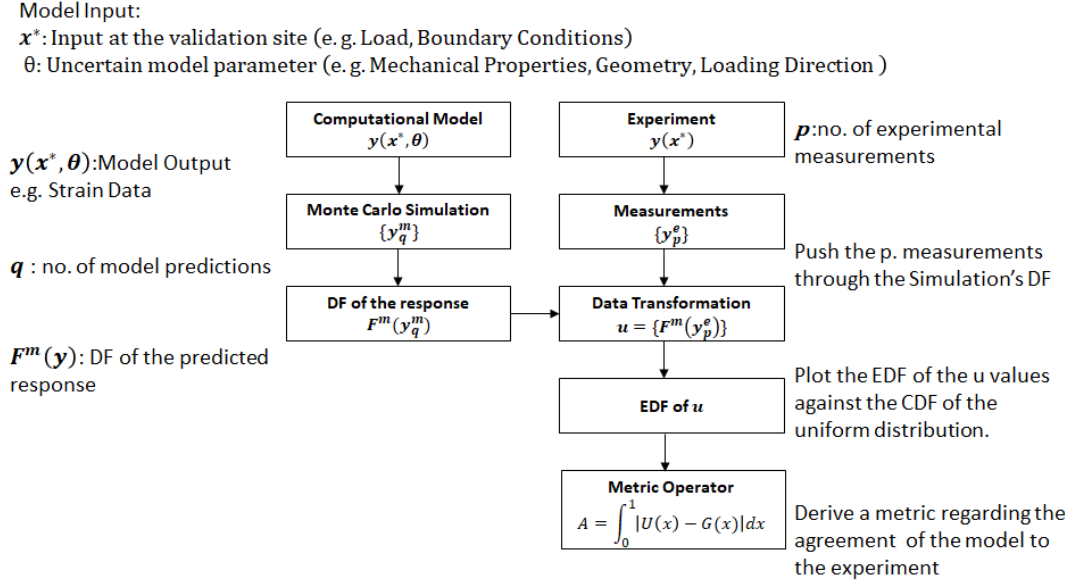 Model Input:
x*: Input at the validation site (e. g. Load, Boundary Conditions)
θ: Uncertain model parameter (e. g. Mechanical Properties, Geometry, Loading Direction )
Computational Model
y(x*,θ)
Experiment
y(x*)
p:no. of experimental
measurements
y(x*,θ):Model Output
e.g. Strain Data
Monte Carlo Simulation
{y_q^m}
Measurements
{y_p^e}
q : no. of model predictions
Push the p. measurements
through the Simulation's DF
DF of the response
F^m(y_q^m)
Data Transformation
u = {F^m(y_p^e)}
F^m(y): DF of the predicted
response
EDF of u
Plot the EDF of the u values
against the CDF of the
uniform distribution.
Metric Operator
A = ∫_0^1 |U(x) − G(x)|dx
Derive a metric regarding the
agreement of the model to
the experiment